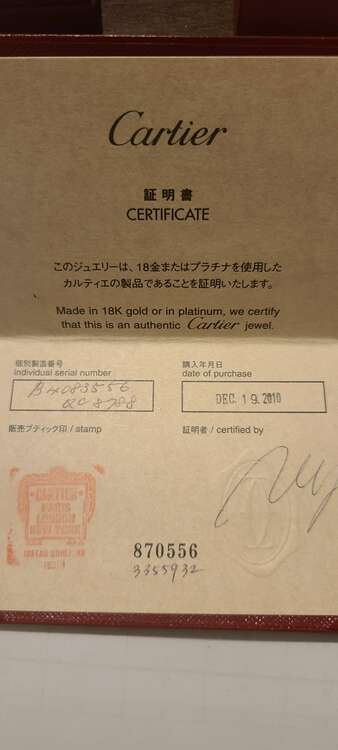 Cartier
証明書
CERTIFICATE
このジュエリーは、18金またはプラチナを使用した
カルティエの製品であることを証明いたします。
Made in 18K gold or in platinum, we certify
that this is an authentic Cartier jewel.
個別製造番号
individual serial number
B4083556
QC 8788
購入年月日
date of purchase
DEC. 19.2010
販売ブティック印 / stamp
証明者 / certified by
CARTIER
PARIS
LONDON
NEW YORK
870556
3355932